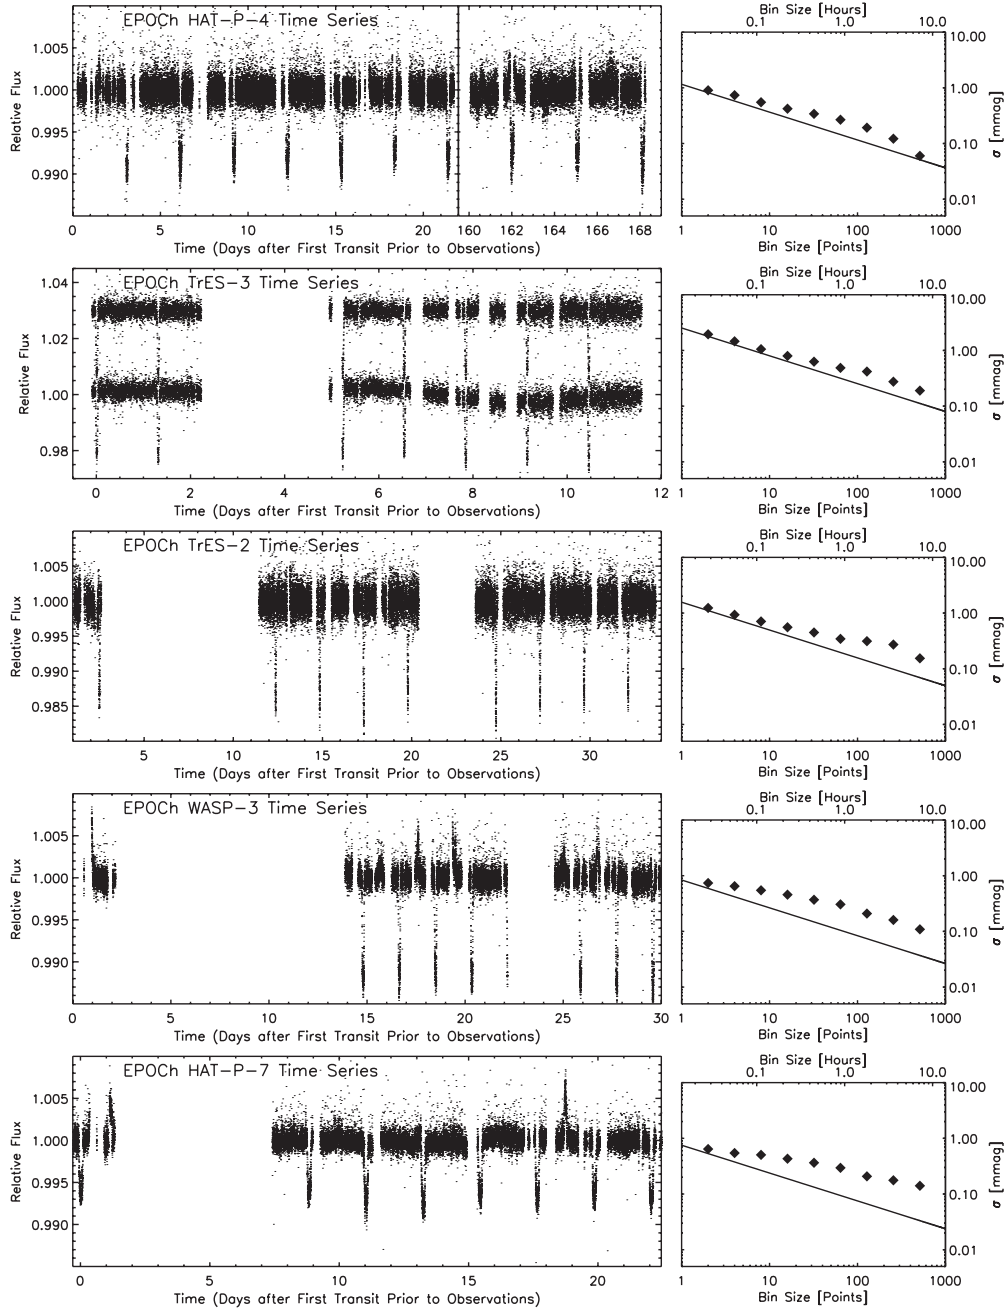 EPOCh HAT-P-4 Time Series
Relative Flux
1.005
1.000
0.995
0.990
0 5 10 15 20 160 162 164 166 168
Time (Days after First Transit Prior to Observations)
Bin Size [Hours]
0.1 1.0 10.0
10.00
1.00
0.10
0.01
σ [mmag]
1 10 100 1000
Bin Size [Points]
EPOCh TrES-3 Time Series
Relative Flux
1.04
1.02
1.00
0.98
0 2 4 6 8 10 12
Time (Days after First Transit Prior to Observations)
Bin Size [Hours]
0.1 1.0 10.0
10.00
1.00
0.10
0.01
σ [mmag]
1 10 100 1000
Bin Size [Points]
EPOCh TrES-2 Time Series
Relative Flux
1.005
1.000
0.995
0.990
0.985
5 10 15 20 25 30
Time (Days after First Transit Prior to Observations)
Bin Size [Hours]
0.1 1.0 10.0
10.00
1.00
0.10
0.01
σ [mmag]
1 10 100 1000
Bin Size [Points]
EPOCh WASP-3 Time Series
Relative Flux
1.005
1.000
0.995
0.990
0 5 10 15 20 25 30
Time (Days after First Transit Prior to Observations)
Bin Size [Hours]
0.1 1.0 10.0
10.00
1.00
0.10
0.01
σ [mmag]
1 10 100 1000
Bin Size [Points]
EPOCh HAT-P-7 Time Series
Relative Flux
1.005
1.000
0.995
0.990
0 5 10 15 20
Time (Days after First Transit Prior to Observations)
Bin Size [Hours]
0.1 1.0 10.0
10.00
1.00
0.10
0.01
σ [mmag]
1 10 100 1000
Bin Size [Points]